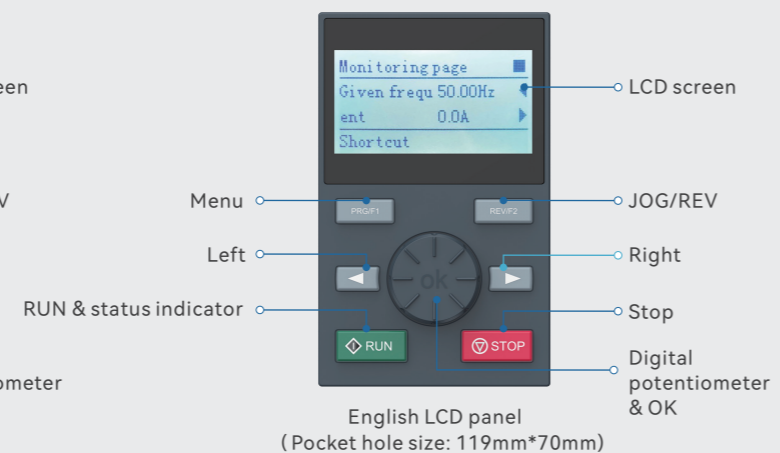 een
V
ometer
Monitoring page
Given frequ 50.00Hz
ent 0.0A
Shortcut
LCD screen
Menu
PRG/F1
REV/F2
JOG/REV
Left
ok
Right
RUN & status indicator
RUN
STOP
Stop
Digital
potentiometer
& OK
English LCD panel
(Pocket hole size: 119mm*70mm)